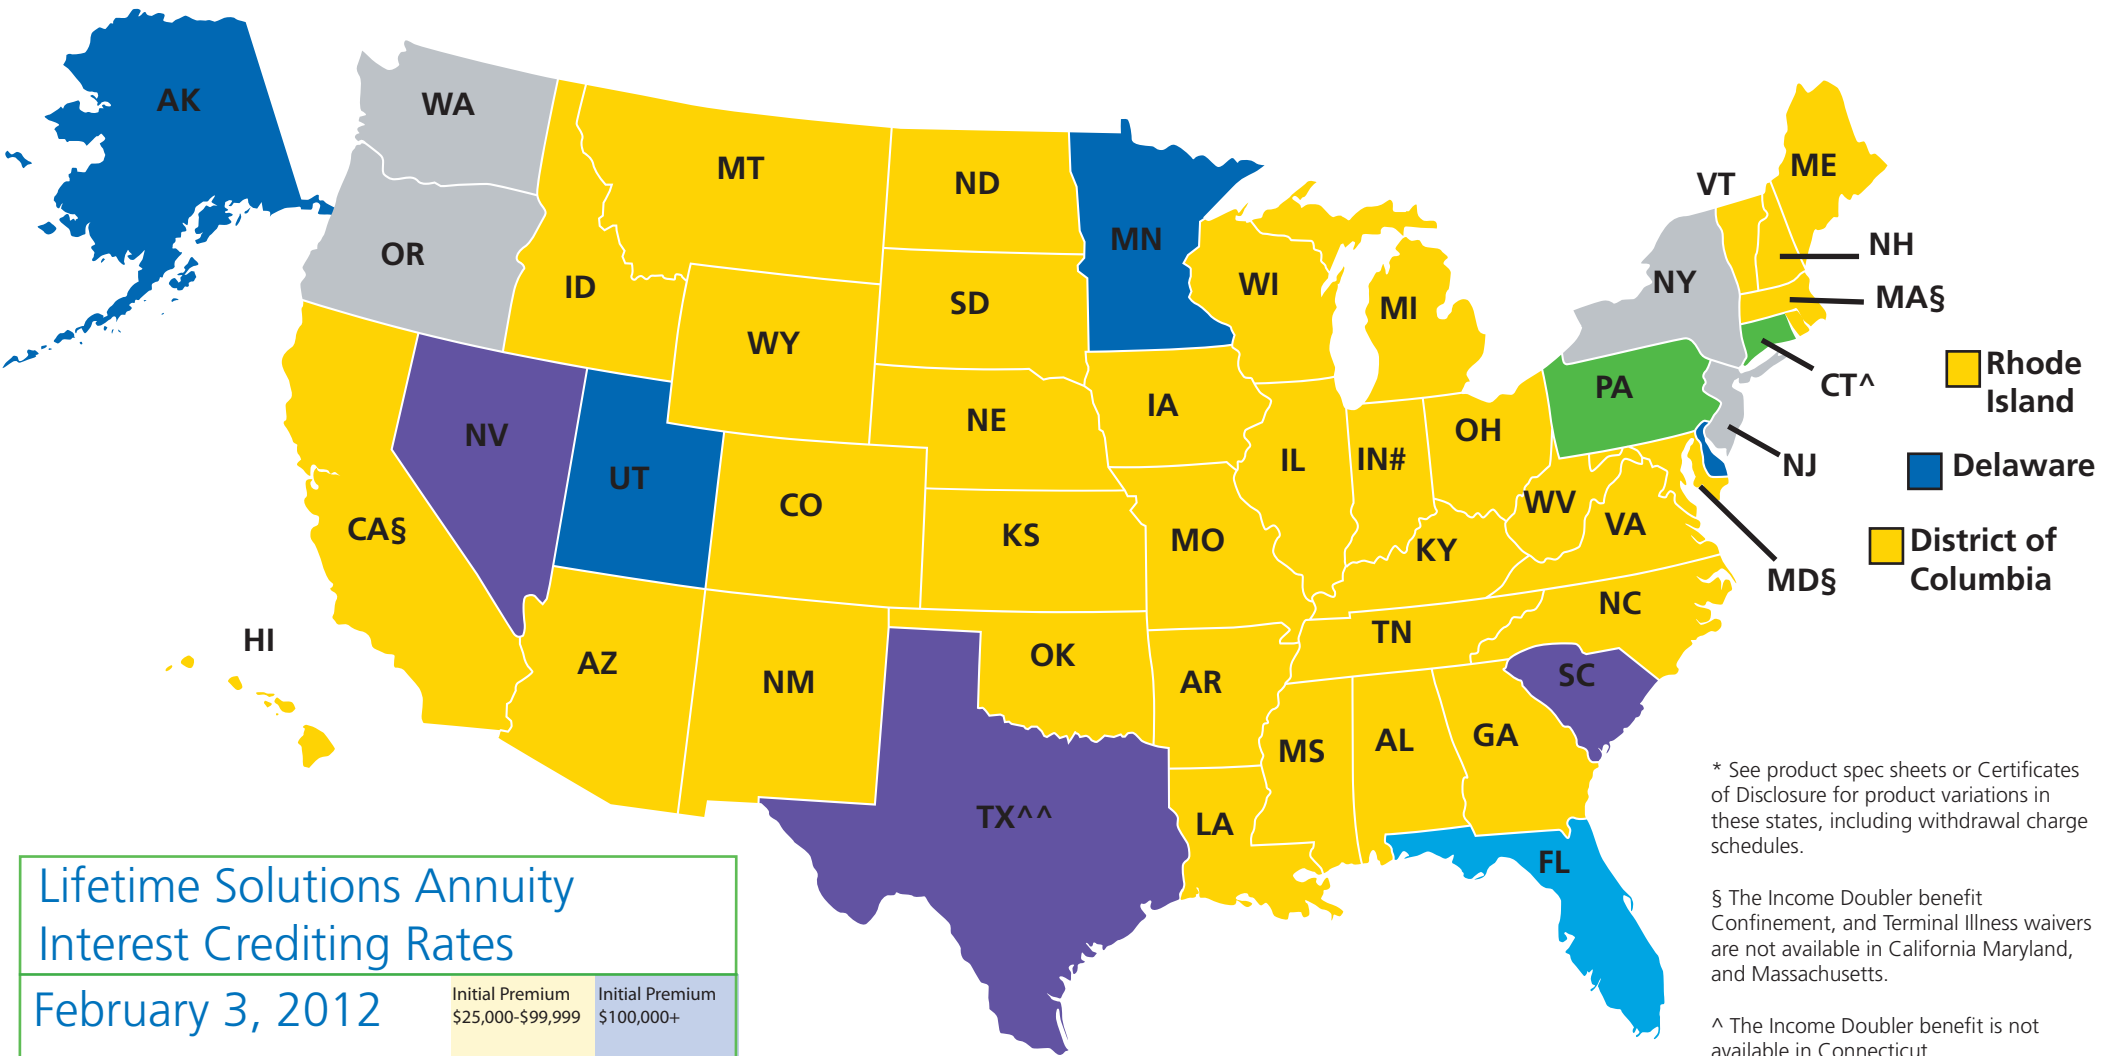 AK
WA
MT
ND
MN
ME
VT
NH
OR
ID
SD
WI
MI
NY
MA§
WY
Rhode
Island
CT^
PA
NV
NE
IA
OH
UT
IL
IN#
NJ
Delaware
CO
CA§
KS
MO
KY
WV
VA
District of
Columbia
MD§
HI
AZ
NM
OK
AR
TN
NC
SC
MS
AL
GA
TX^^
LA
FL
* See product spec sheets or Certificates
of Disclosure for product variations in
these states, including withdrawal charge
schedules.
§ The Income Doubler benefit
Confinement, and Terminal Illness waivers
are not available in California Maryland,
and Massachusetts.
^ The Income Doubler benefit is not
available in Connecticut
Lifetime Solutions Annuity
Interest Crediting Rates
February 3, 2012
Initial Premium
$25,000-$99,999
Initial Premium
$100,000+